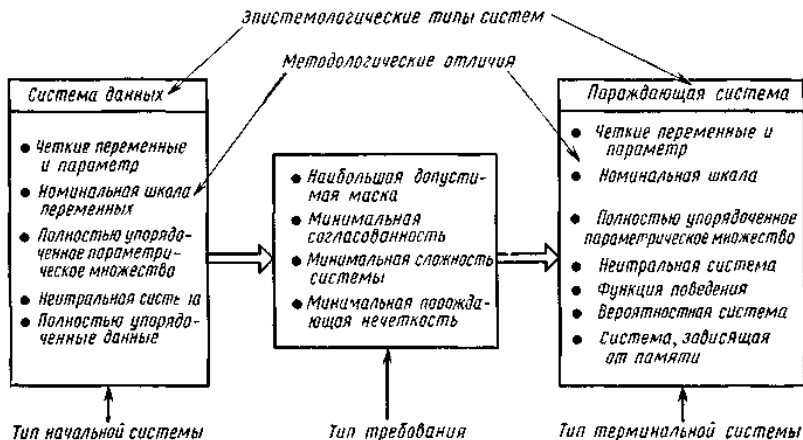 Эпистемологические типы систем
Методологические отличия
Система данных
● Четкие переменные
и параметр
● Номинальная шкала
переменных
● Полностью упорядо-
ченное параметри-
ческое множество
● Нейтральная система
● Полностью упорядо-
ченные данные
● Наибольшая допусти-
мая маска
● Минимальная
согласованность
● Минимальная сложность
системы
● Минимальная порожда-
ющая нечеткость
Пораждающая система
● Четкие переменные и
параметр
● Номинальная шкала
● Полностью упорядоченное
параметрическое множество
● Нейтральная система
● Функция поведения
● Вероятностная система
● Система, зависящая
от памяти
Тип начальной системы
Тип требования
Тип терминальной системы